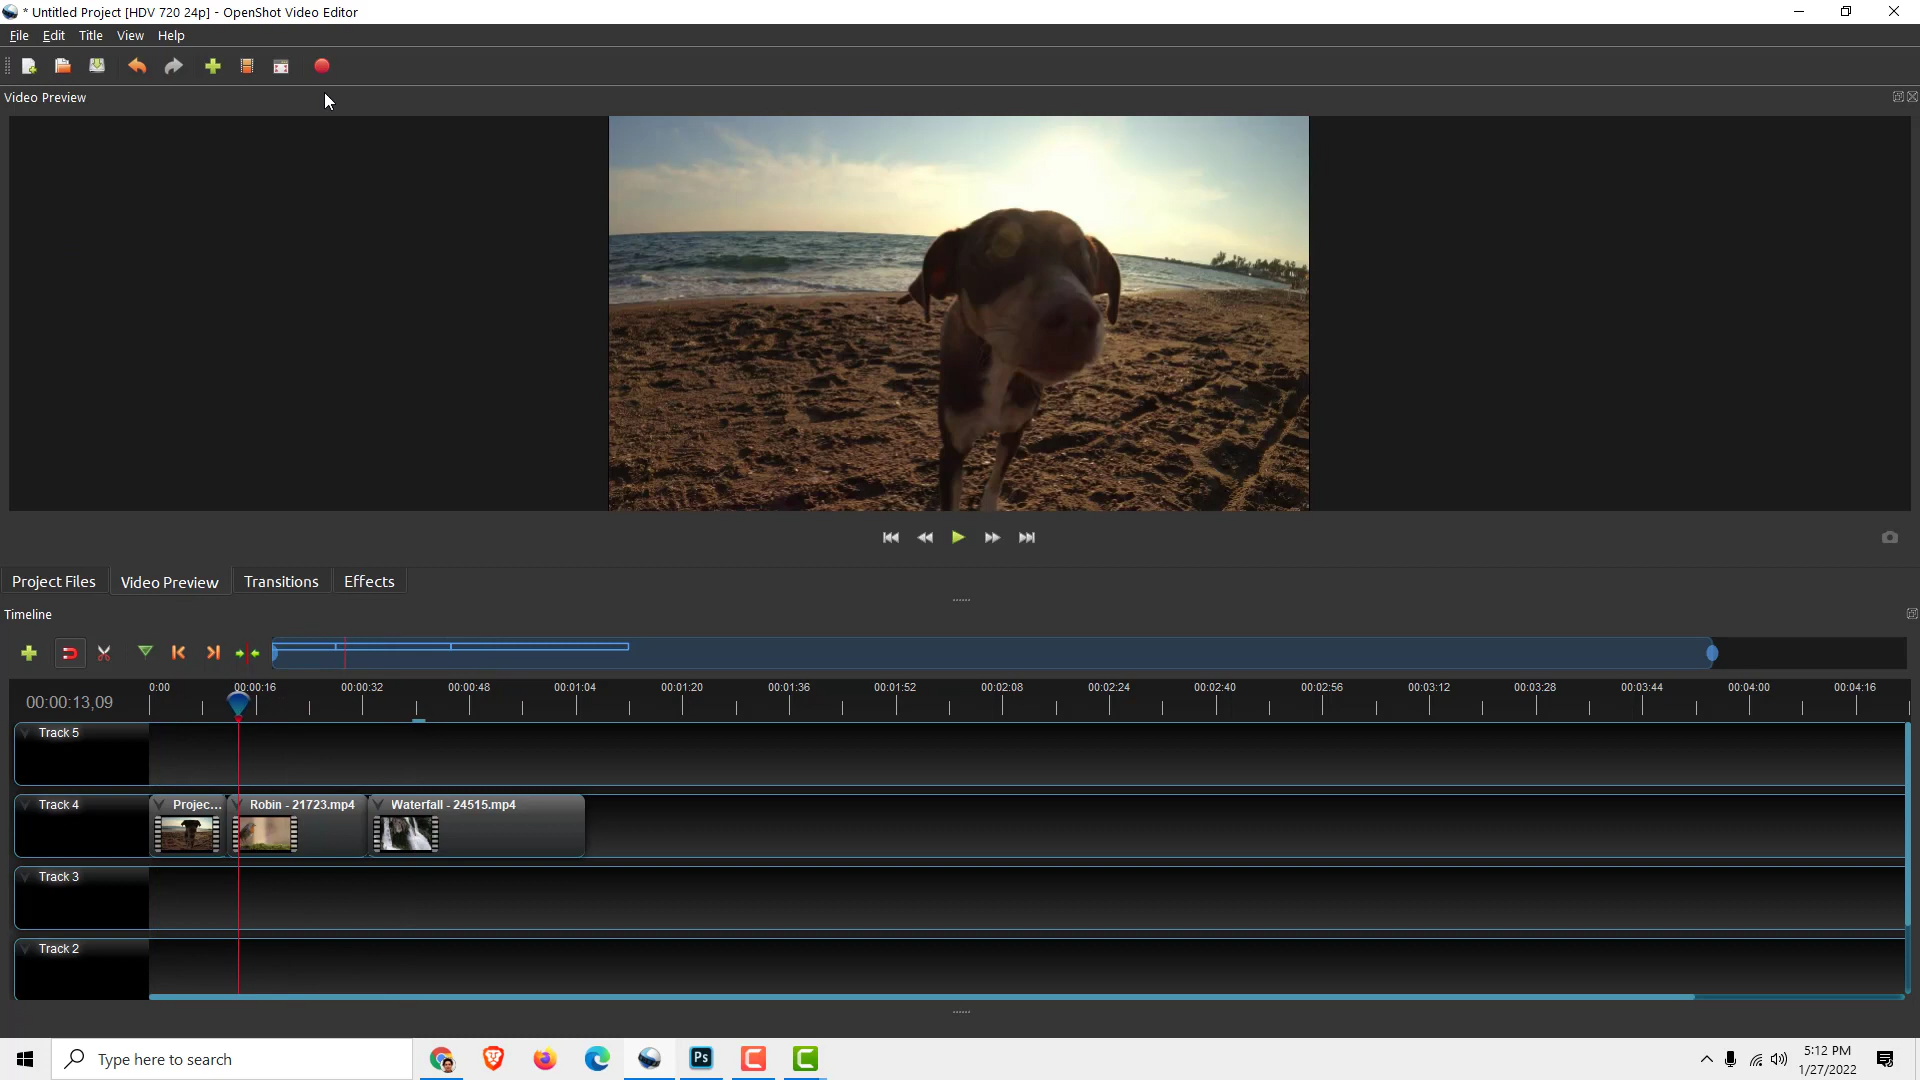 * Untitled Project [HDV 720 24p] - OpenShot Video Editor
File Edit Title View Help
Video Preview
Project Files Video Preview Transitions Effects
Timeline
00:00:13,09
0:00 00:00:16 00:00:32 00:00:48 00:01:04 00:01:20 00:01:36 00:01:52 00:02:08 00:02:24 00:02:40 00:02:56 00:03:12 00:03:28 00:03:44 00:04:00 00:04:16
Track 5
Track 4
Projec... Robin - 21723.mp4 Waterfall - 24515.mp4
Track 3
Track 2
Type here to search
Ps
5:12 PM
1/27/2022